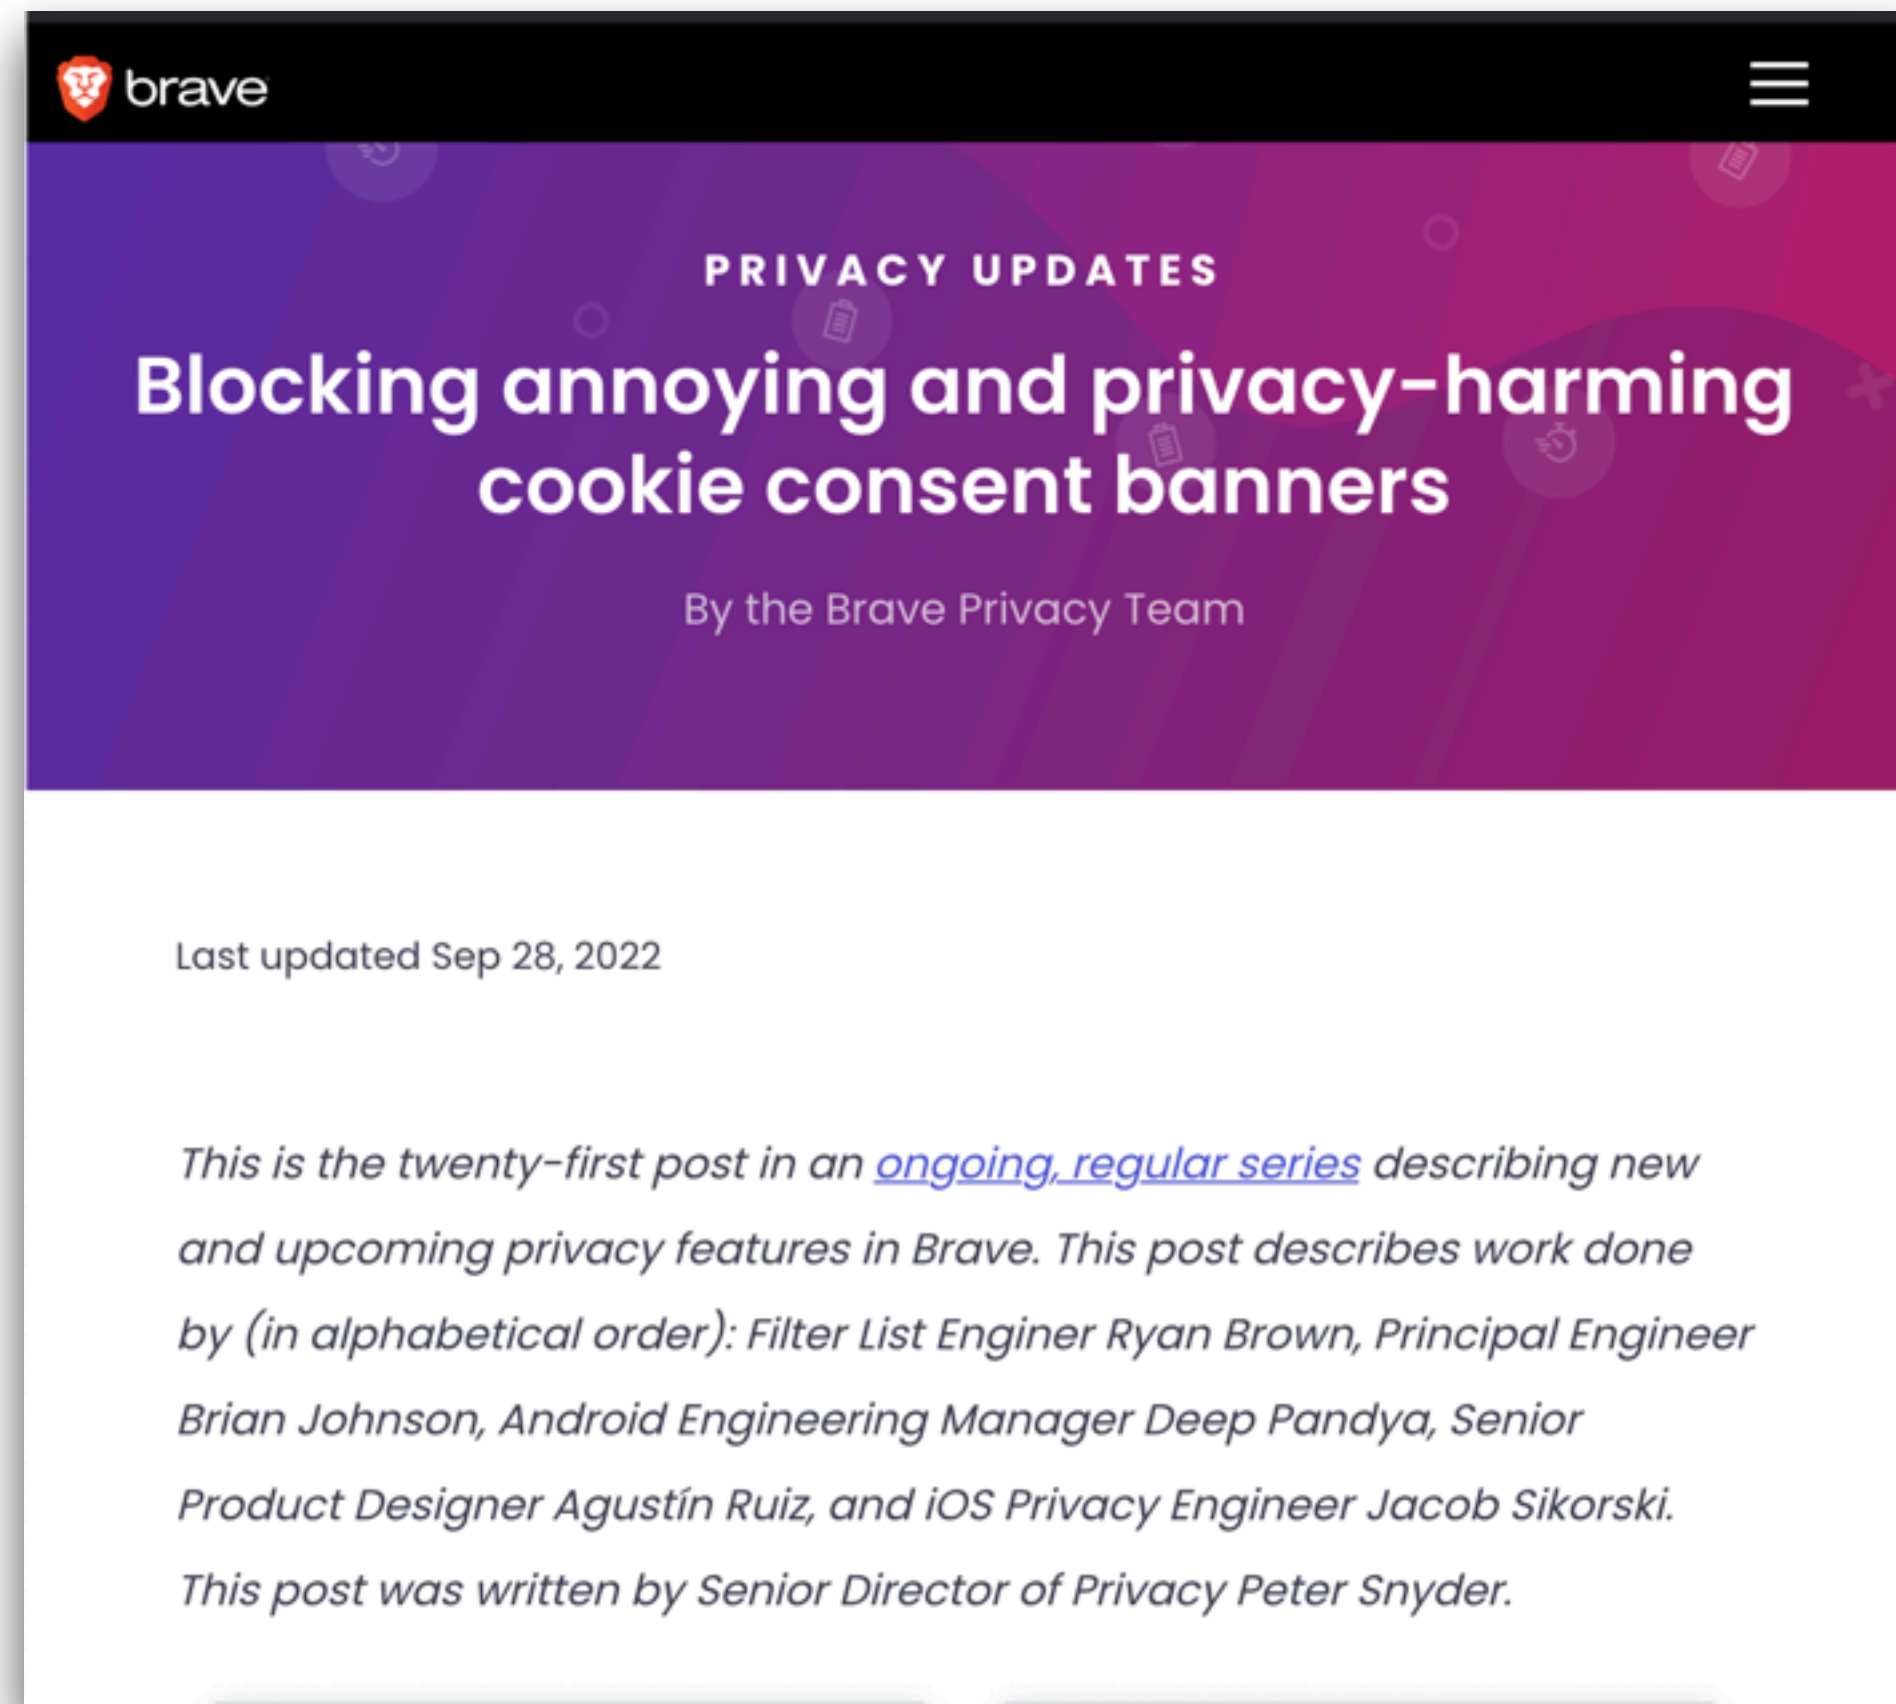 brave
PRIVACY UPDATES
Blocking annoying and privacy-harming
cookie consent banners
By the Brave Privacy Team
Last updated Sep 28, 2022
This is the twenty-first post in an ongoing, regular series describing new
and upcoming privacy features in Brave. This post describes work done
by (in alphabetical order): Filter List Enginer Ryan Brown, Principal Engineer
Brian Johnson, Android Engineering Manager Deep Pandya, Senior
Product Designer Agustín Ruiz, and iOS Privacy Engineer Jacob Sikorski.
This post was written by Senior Director of Privacy Peter Snyder.